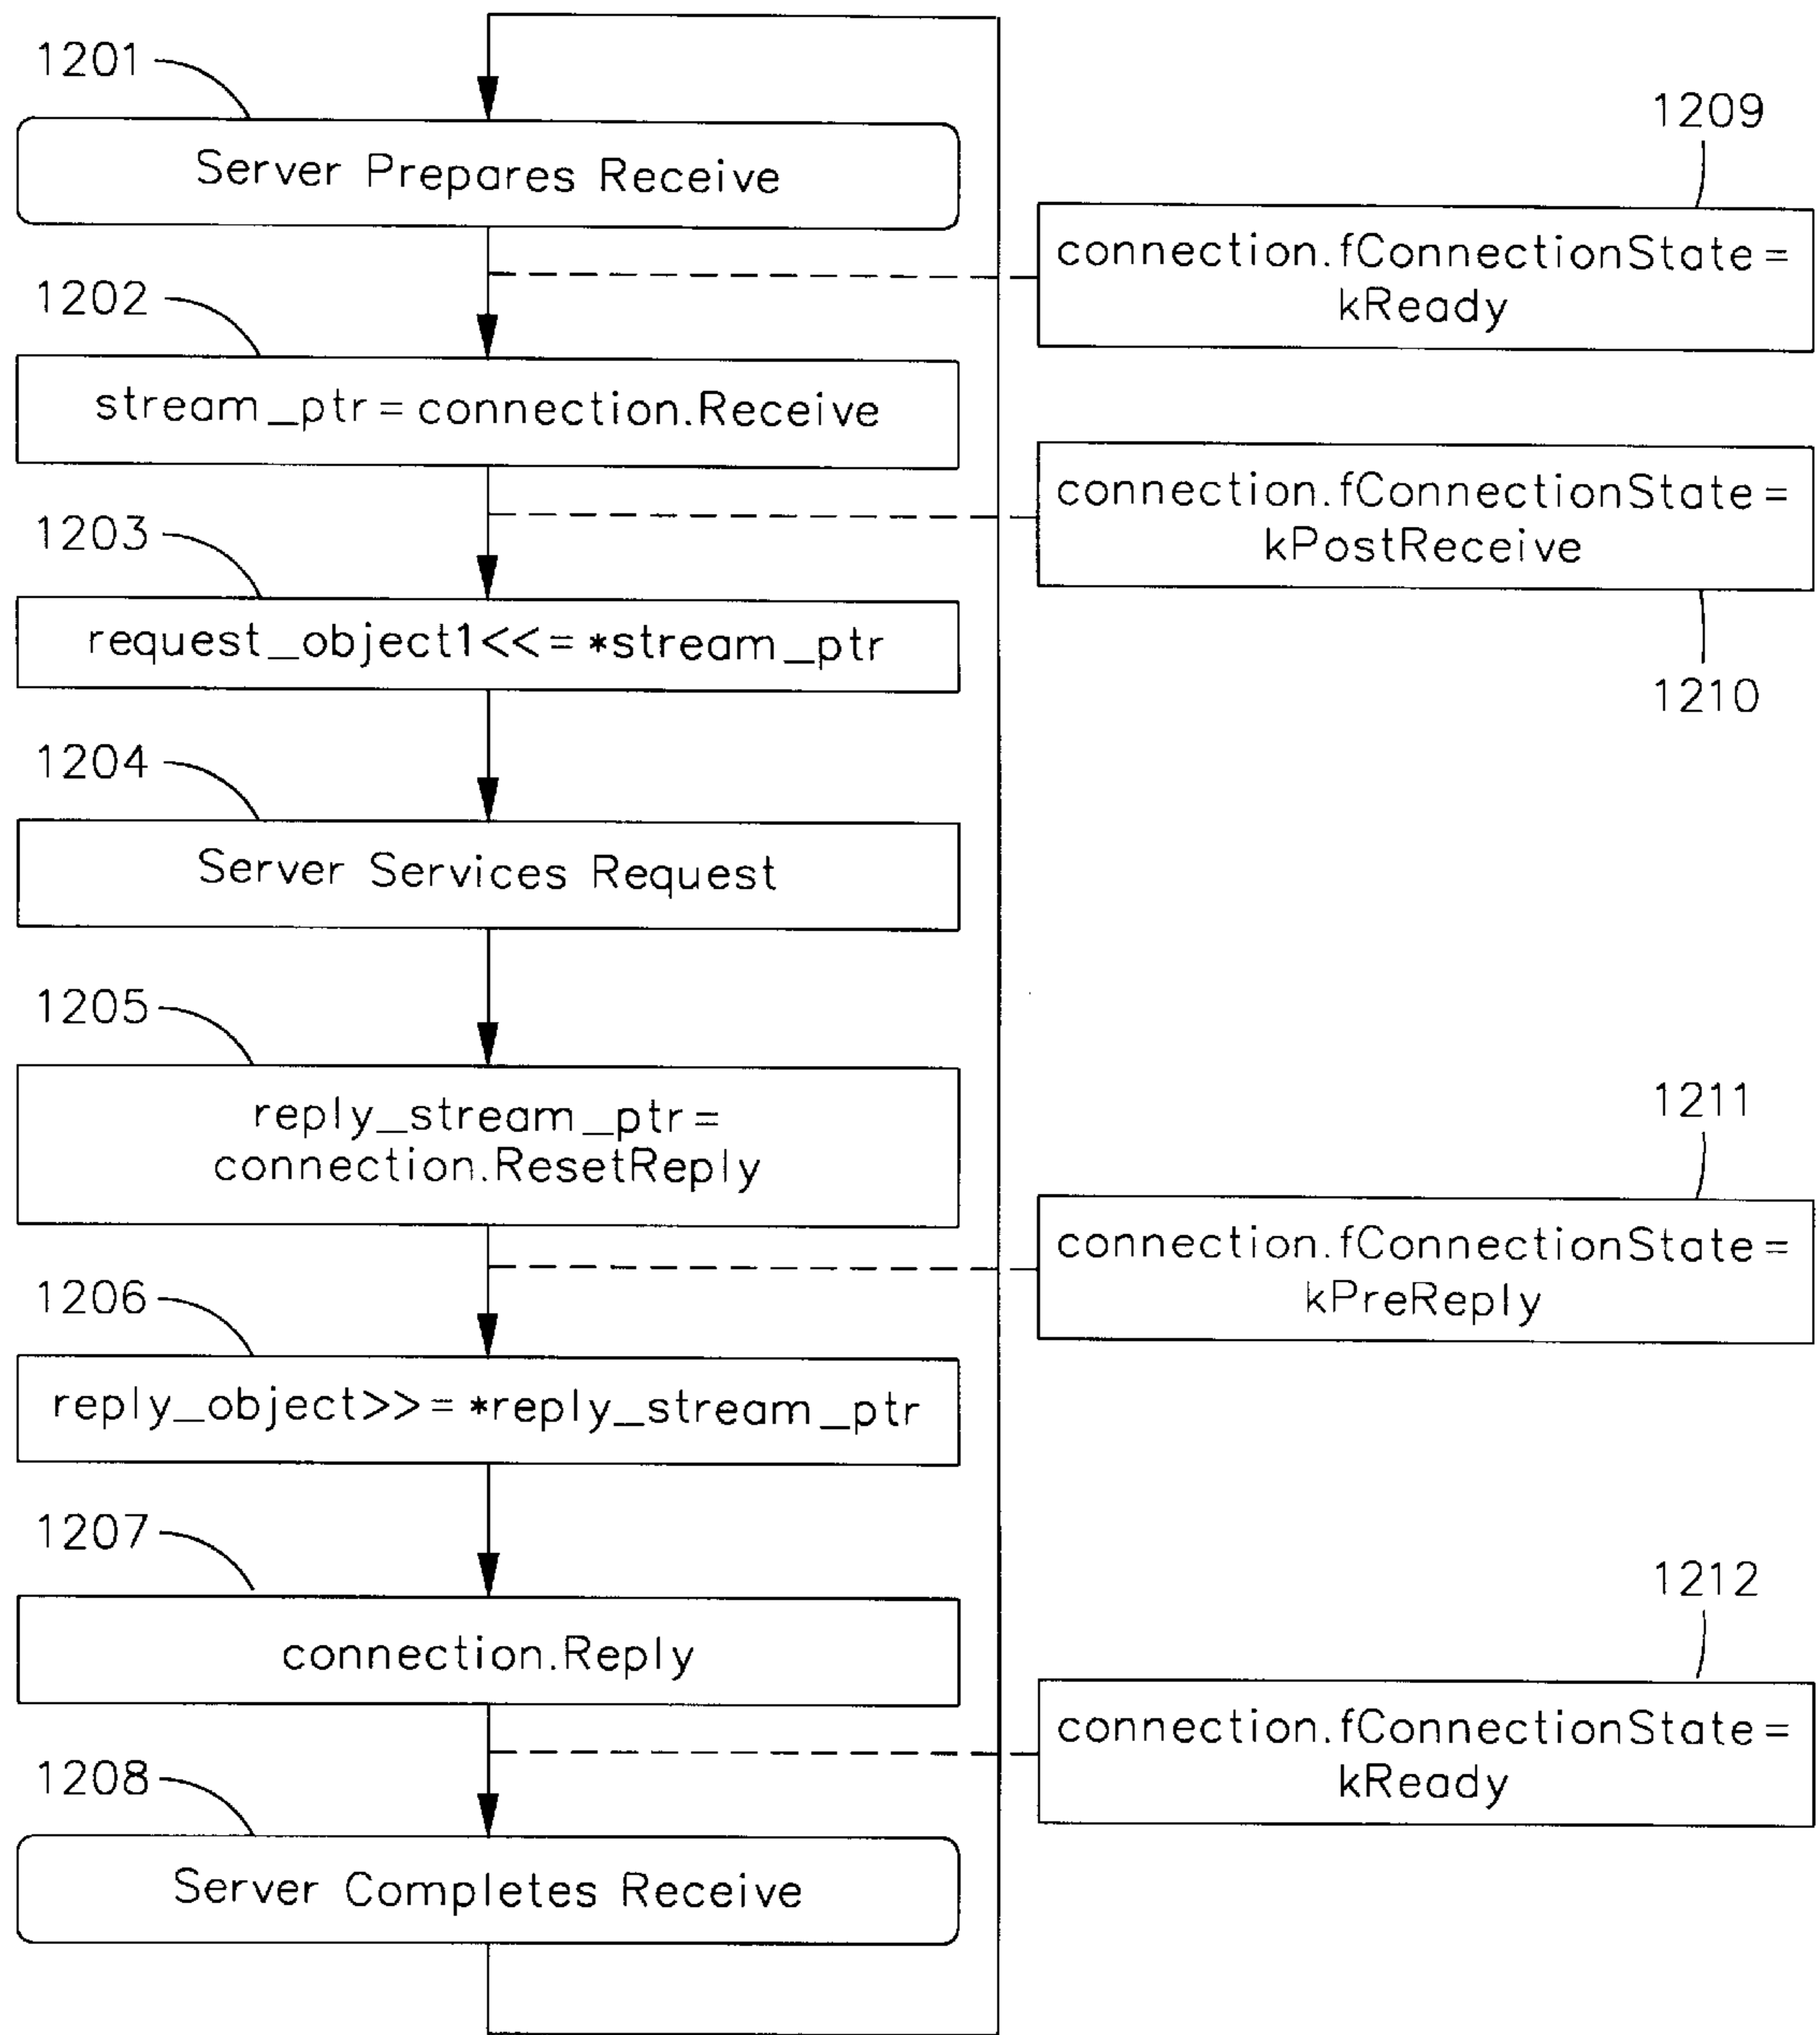 1201
Server Prepares Receive
1209
connection.fConnectionState=
kReady
1202
stream_ptr=connection.Receive
connection.fConnectionState=
kPostReceive
1210
1203
request_object1<<=*stream_ptr
1204
Server Services Request
1205
reply_stream_ptr=
connection.ResetReply
1211
connection.fConnectionState=
kPreReply
1206
reply_object>>=*reply_stream_ptr
1207
connection.Reply
1212
connection.fConnectionState=
kReady
1208
Server Completes Receive